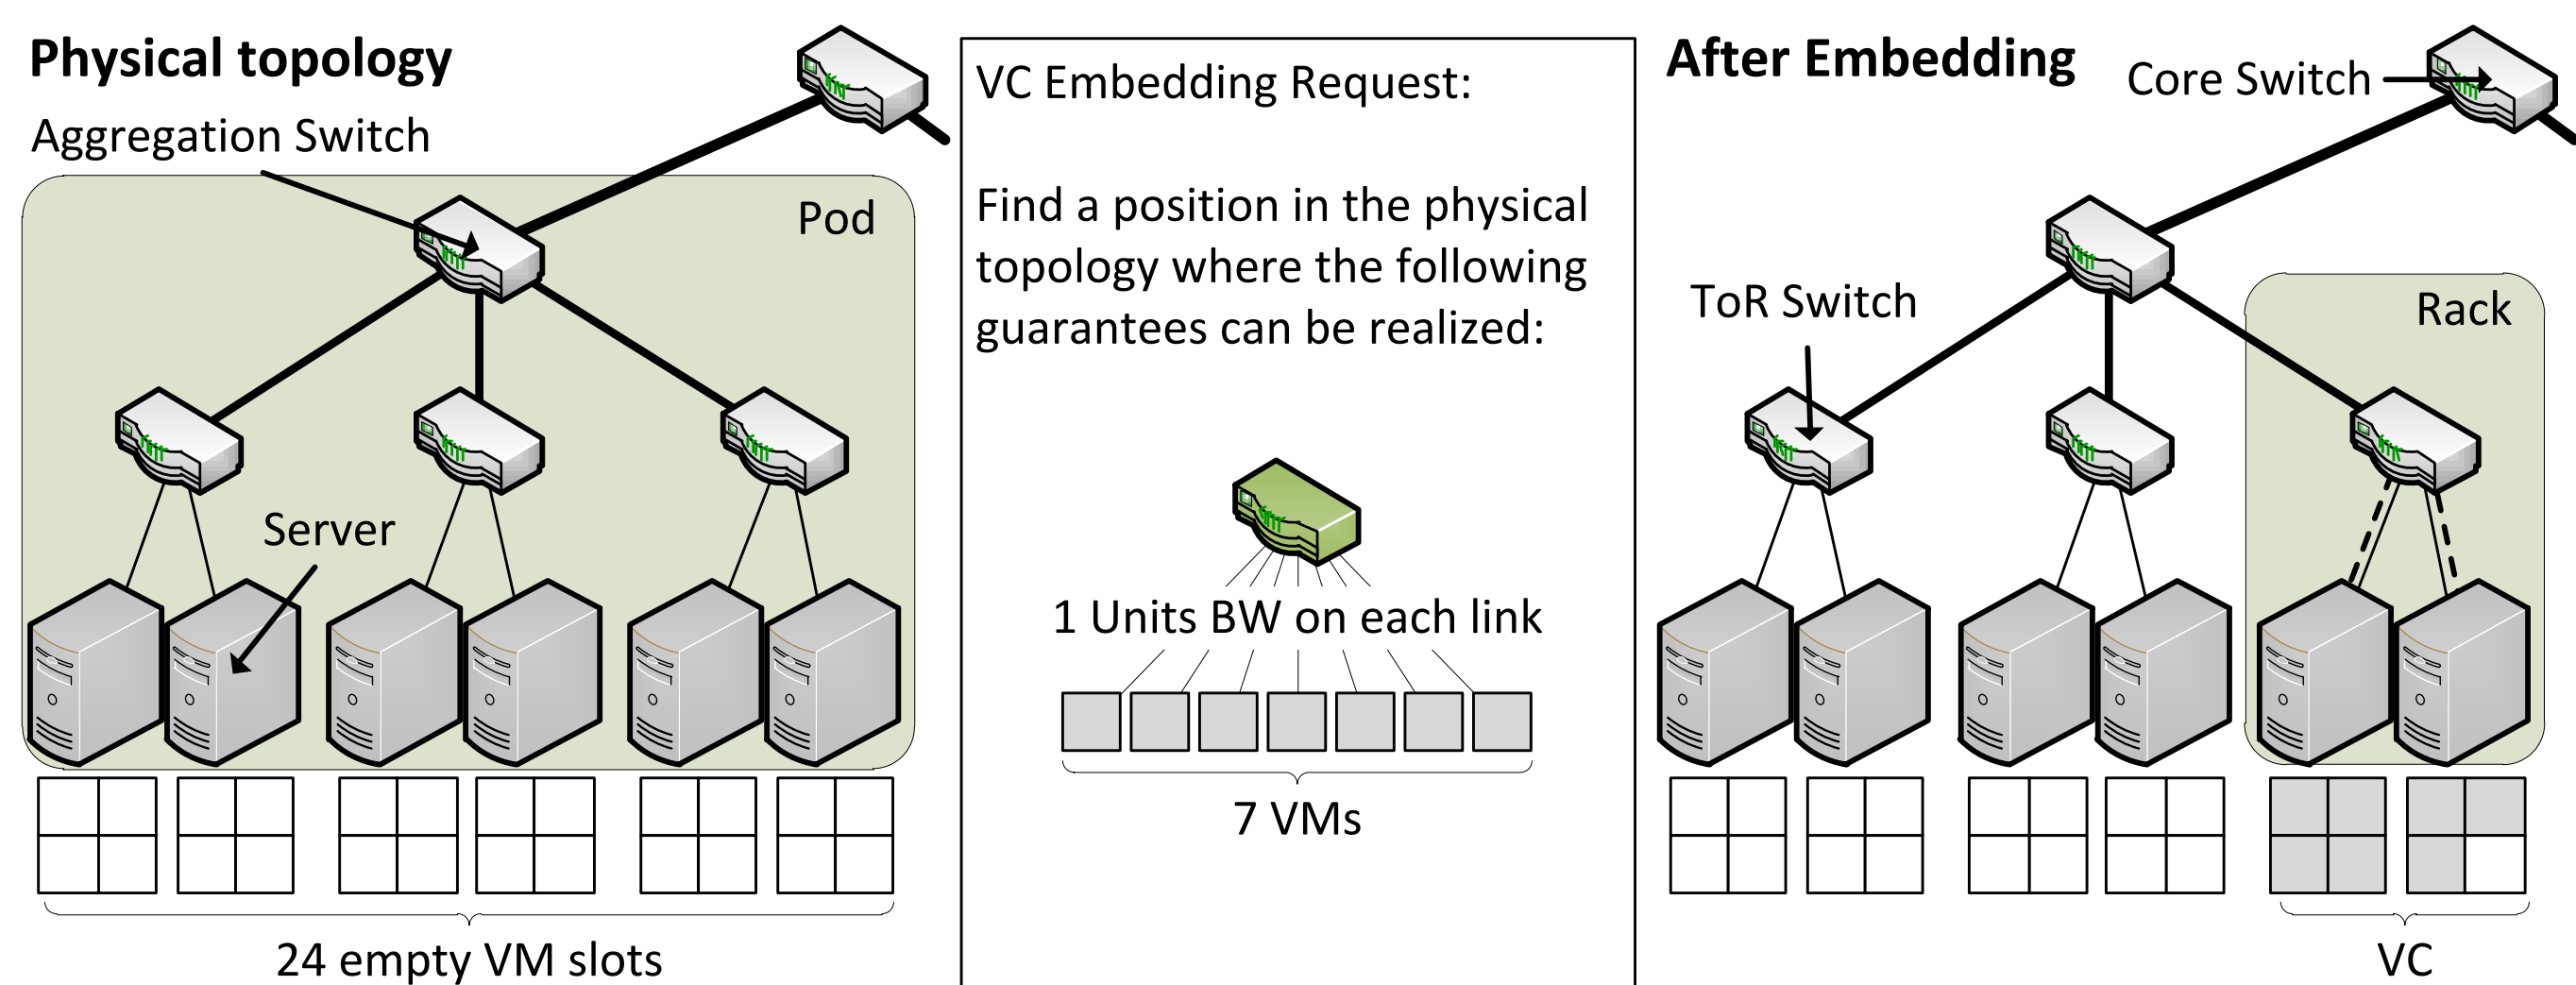 Physical topology
Aggregation Switch
Pod
Server
24 empty VM slots
VC Embedding Request:
Find a position in the physical
topology where the following
guarantees can be realized:
1 Units BW on each link
7 VMs
After Embedding
Core Switch
ToR Switch
Rack
VC